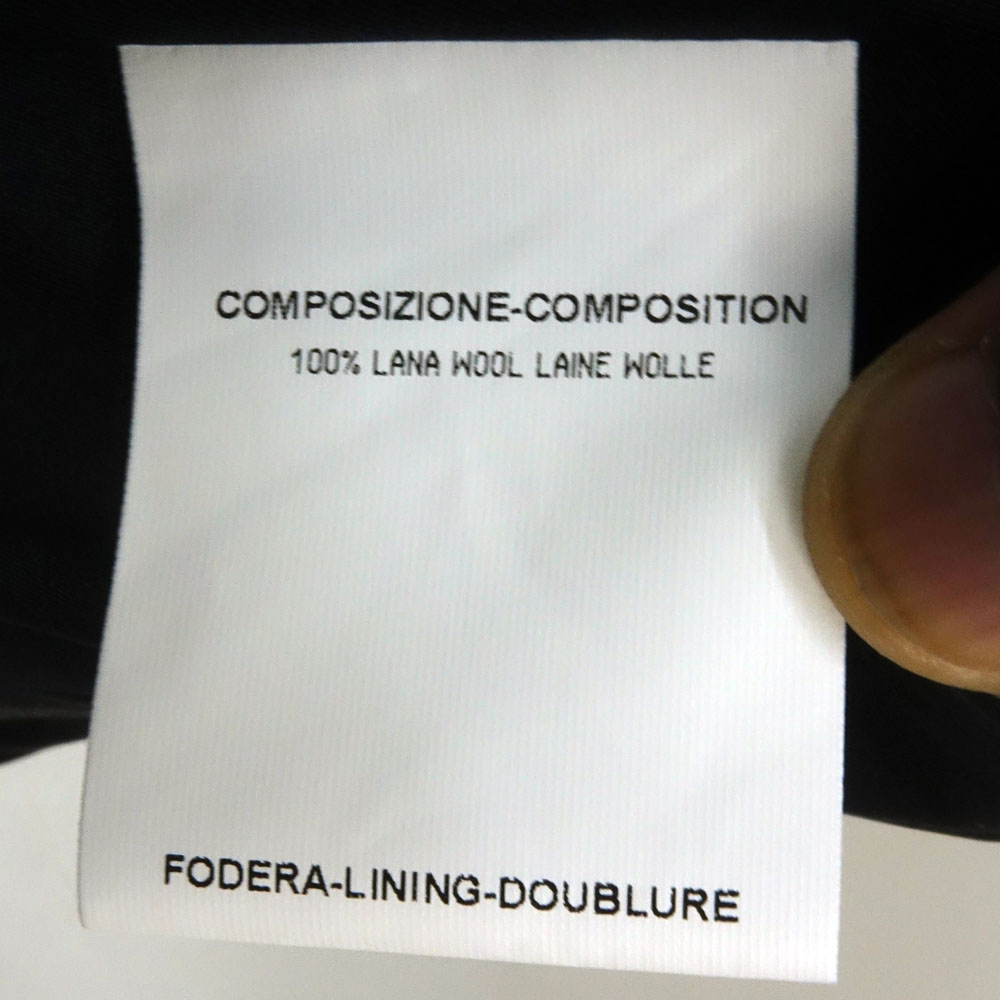 COMPOSIZIONE-COMPOSITION
100% LANA WOOL LAINE WOLLE
FODERA-LINING-DOUBLURE